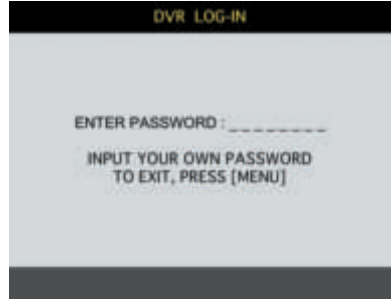 DVR LOG-IN
ENTER PASSWORD : _ _ _ _ _ _ _ _
INPUT YOUR OWN PASSWORD
TO EXIT, PRESS [MENU]